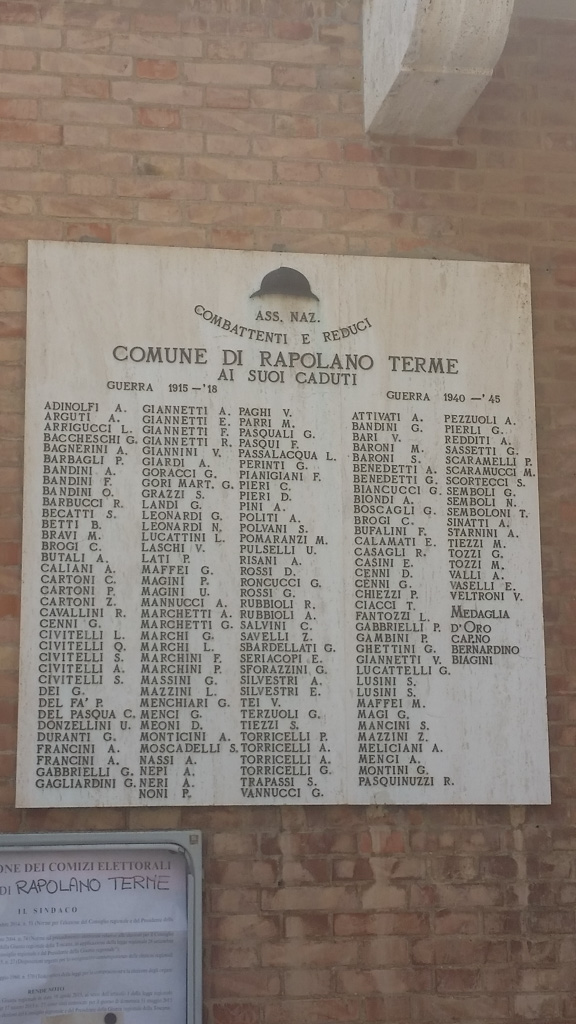 ASS. NAZ.
COMBATTENTI E REDUCI
COMUNE DI RAPOLANO TERME
AI SUOI CADUTI
GUERRA 1915-'18
ADINOLFI A.
ARGUTI A.
ARRIGUCCI L.
BACCHESCHI G.
BAGNERINI A.
BARBAGLI P.
BANDINI A.
BANDINI F.
BANDINI O.
BARBUCCI R.
BECATTI S.
BETTI B.
BRAVI M.
BROGI C.
BUTALI A.
CALIANI A.
CARTONI C.
CARTONI P.
CARTONI Z.
CAVALLINI R.
CENNI G.
CIVITELLI L.
CIVITELLI Q.
CIVITELLI S.
CIVITELLI A.
CIVITELLI S.
DEI G.
DEL FA' P.
DEL PASQUA C.
DONZELLINI U.
DURANTI G.
FRANCINI A.
FRANCINI A.
GABBRIELLI G.
GAGLIARDINI G.
GIANNETTI A.
GIANNETTI E.
GIANNETTI F.
GIANNETTI R.
GIANNINI V.
GIARDI A.
GORACCI G.
GORI MART. G.
GRAZZI S.
LANDI G.
LEONARDI G.
LEONARDI N.
LUCATTINI L.
LASCHI V.
LATI P.
MAFFEI G.
MAGINI P.
MAGINI U.
MANNUCCI A.
MARCHETTI A.
MARCHETTI G.
MARCHI G.
MARCHI L.
MARCHINI F.
MARCHINI P.
MASSINI G.
MAZZINI L.
MENCHIARI G.
MENCI G.
MEONI D.
MONTICINI A.
MOSCADELLI S.
NASSI A.
NEPI A.
NERI A.
NONI P.
PAGHI V.
PARRI M.
PASQUALI G.
PASQUI F.
PASSALACQUA L.
PERINTI G.
PIANIGIANI F.
PIERI C.
PIERI D.
PINI A.
POLITI A.
POLVANI S.
POMARANZI M.
PULSELLI U.
RISANI A.
ROSSI D.
RONCUCCI G.
ROSSI G.
RUBBIOLI R.
RUBBIOLI A.
SALVINI C.
SAVELLI Z.
SBARDELLATI G.
SERIACOPI E.
SFORAZZINI G.
SILVESTRI A.
SILVESTRI E.
TEI V.
TERZUOLI G.
TIEZZI S.
TORRICELLI P.
TORRICELLI A.
TORRICELLI A.
TORRICELLI G.
TRAPASSI S.
VANNUCCI G.
GUERRA 1940-'45
ATTIVATI A.
BANDINI G.
BARI V.
BARONI M.
BARONI S.
BENEDETTI A.
BENEDETTI G.
BIANCUCCI G.
BIONDI A.
BOSCAGLI G.
BROGI C.
BUFALINI F.
CALAMATI E.
CASAGLI R.
CASINI E.
CENNI D.
CENNI G.
CHIEZZI P.
CIACCI T.
FANTOZZI L.
GABBRIELLI P.
GAMBINI P.
GHETTINI G.
GIANNETTI V.
LUCATTELLI G.
LUSINI S.
LUSINI S.
MAFFEI M.
MAGI G.
MANCINI S.
MAZZINI Z.
MELICIANI A.
MENCI A.
MONTINI G.
PASQUINUZZI R.
PEZZUOLI A.
PIERLI G.
REDDITI A.
SASSETTI G.
SCARAMELLI P.
SCARAMUCCI M.
SCORTECCI S.
SEMBOLI G.
SEMBOLI N.
SEMBOLONI T.
SINATTI A.
STARNINI A.
TIEZZI M.
TOZZI G.
TOZZI M.
VALLI A.
VASELLI E.
VELTRONI V.
MEDAGLIA
D'ORO
CAP.NO
BERNARDINO
BIAGINI
ONE DEI COMIZI ELETTORALI
DI RAPOLANO TERME
IL SINDACO